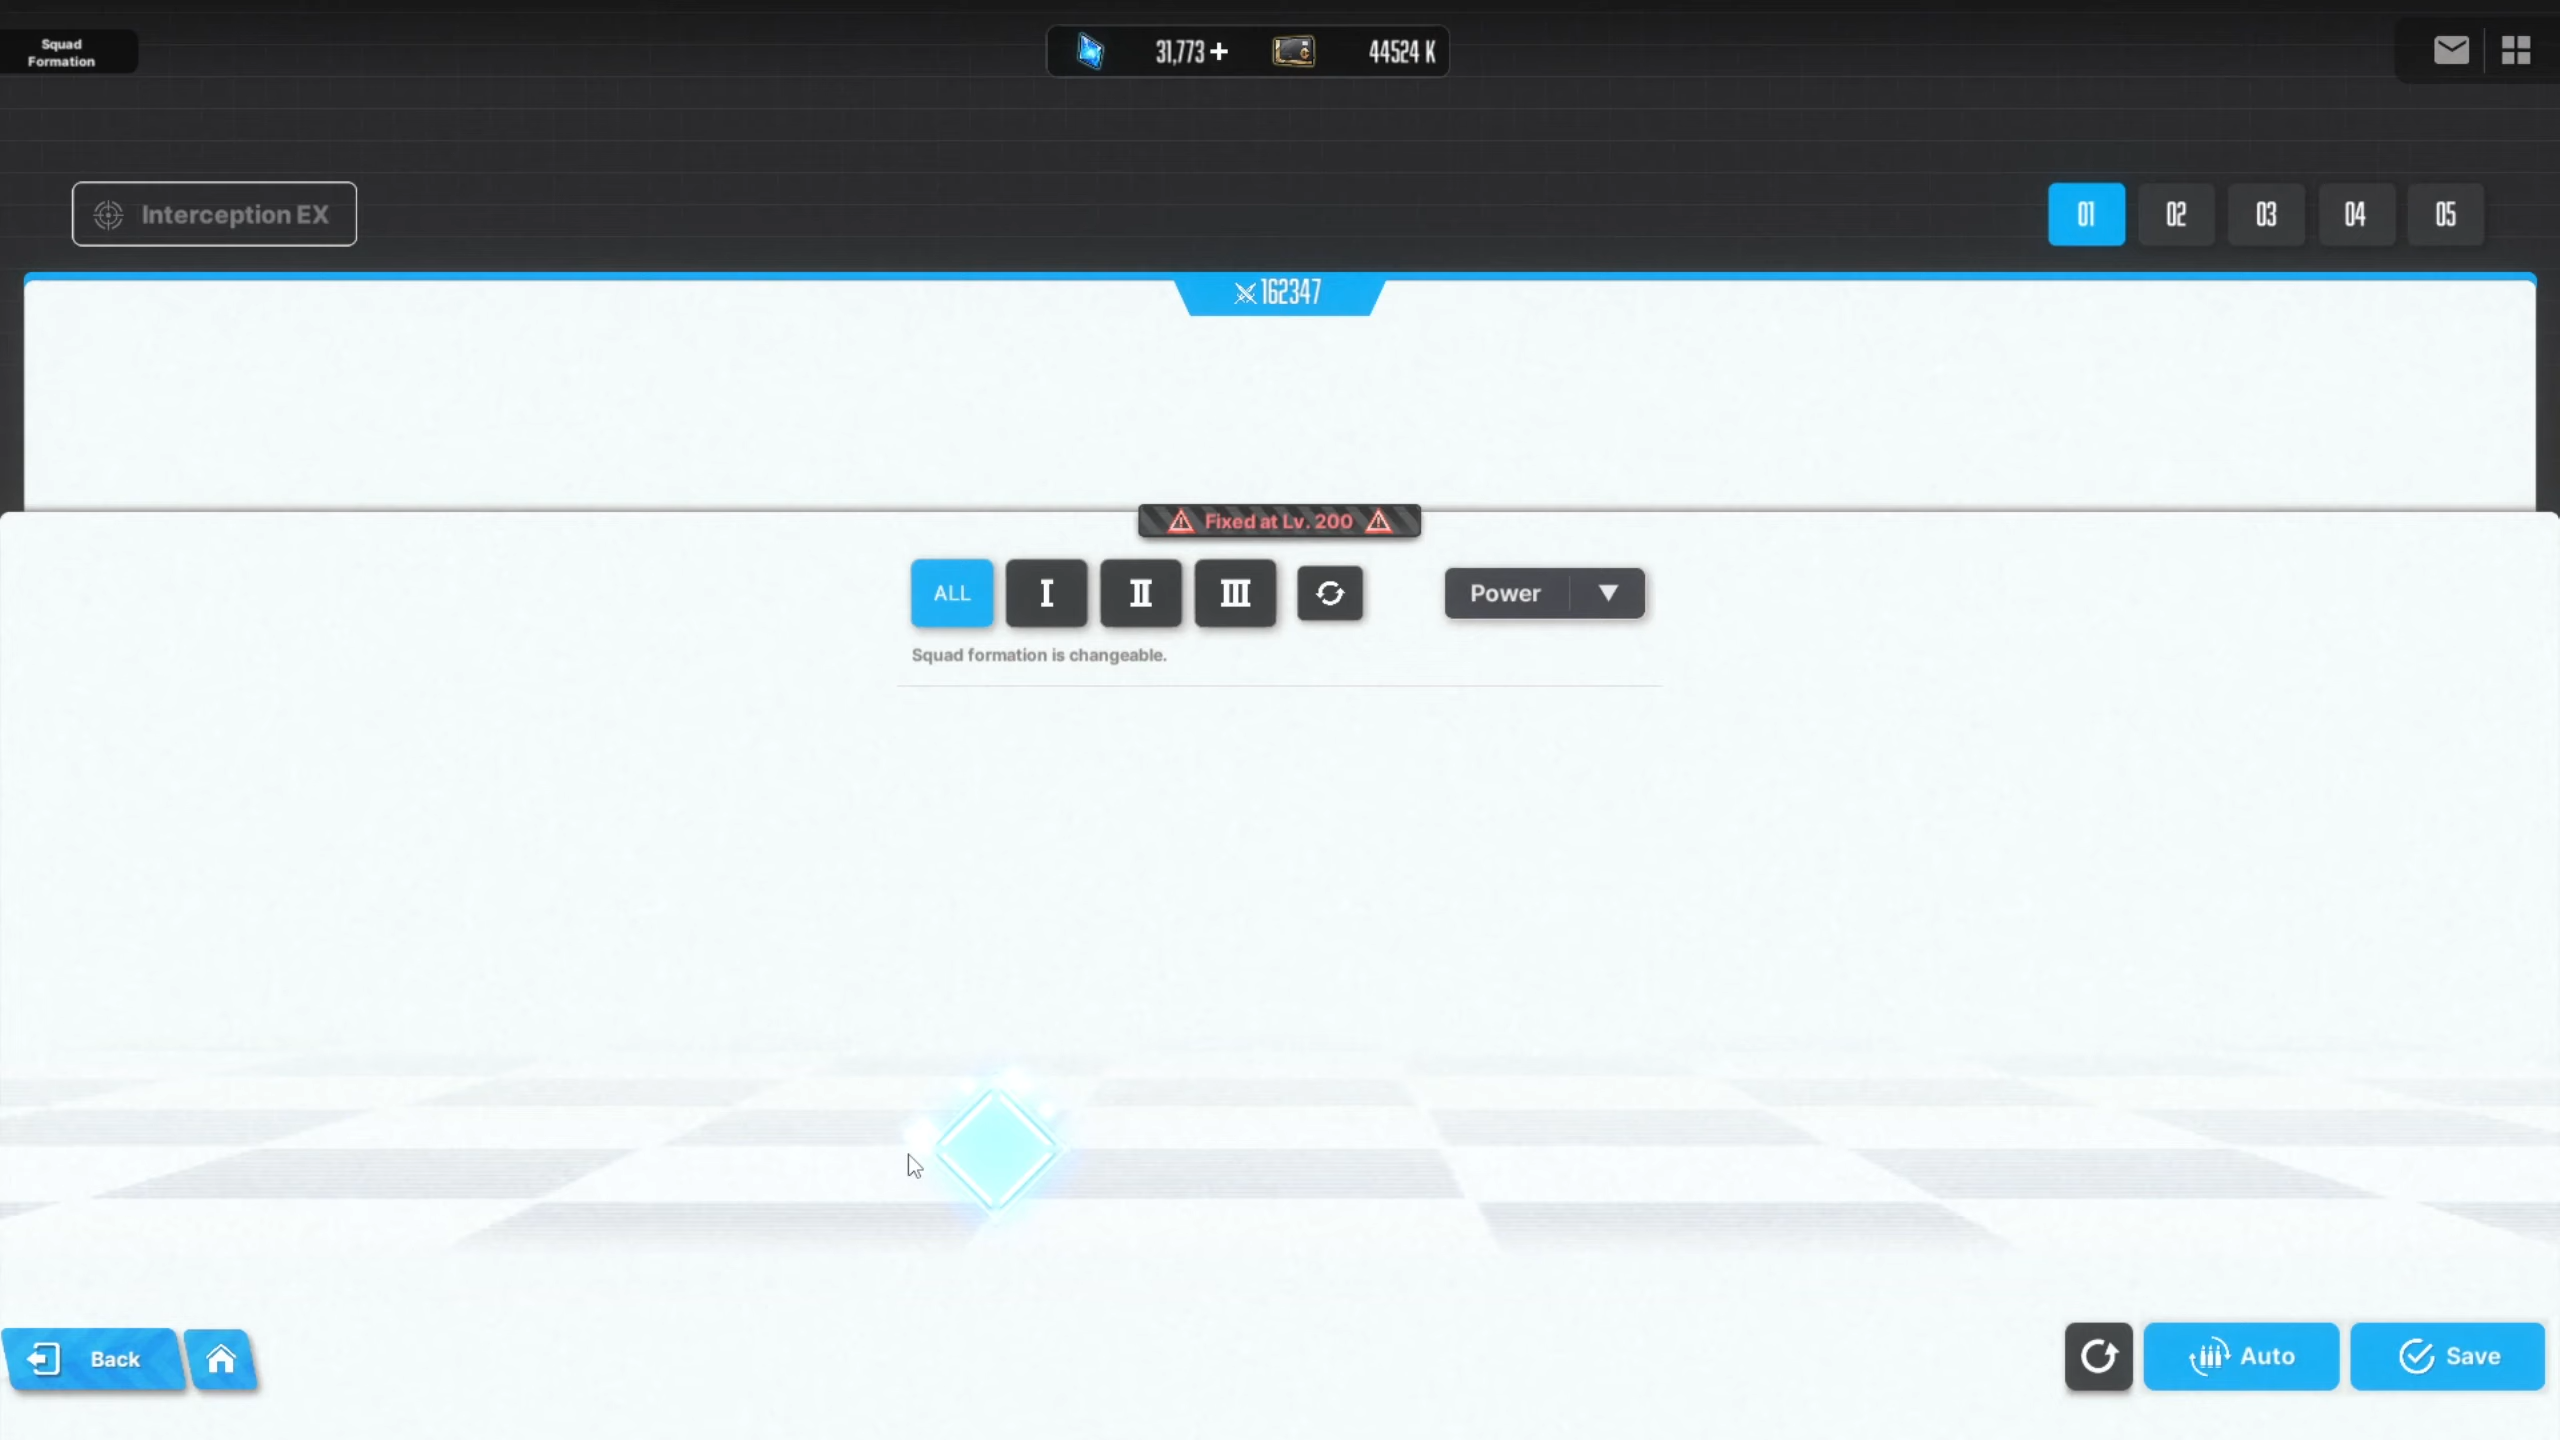 Squad
Formation
31,773 +
44524 K
Interception EX
01
02
03
04
05
162347
Fixed at Lv. 200
ALL
I
II
III
Power
Squad formation is changeable.
Back
Auto
Save